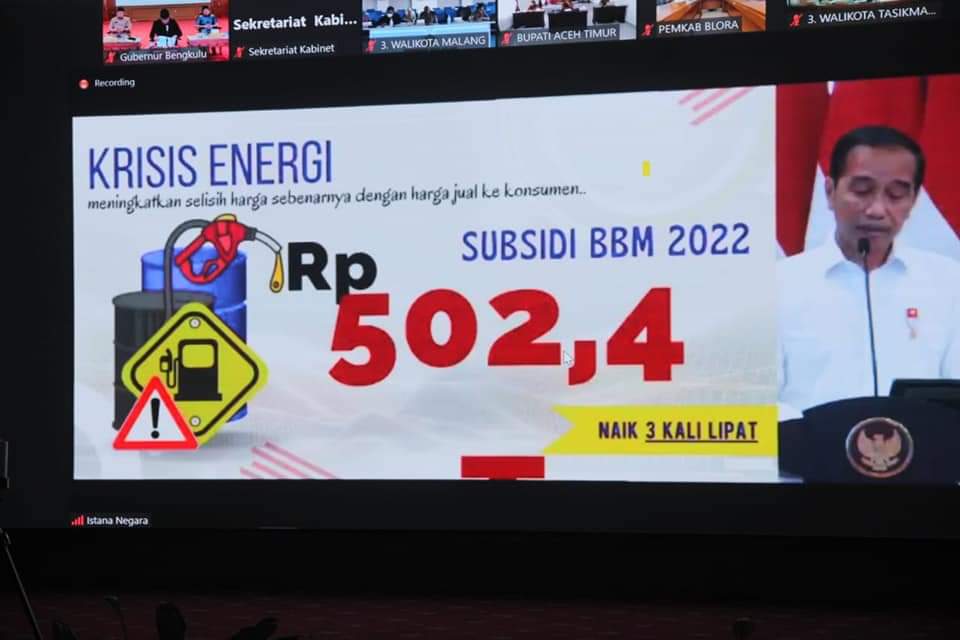 Sekretariat Kabi...
Gubernur Bengkulu
Sekretariat Kabinet
3. WALIKOTA MALANG
BUPATI ACEH TIMUR
PEMKAB BLORA
3. WALIKOTA TASIKMA...
Recording
KRISIS ENERGI
meningkatkan selisih harga sebenarnya dengan harga jual ke konsumen..
SUBSIDI BBM 2022
Rp
502,4
NAIK 3 KALI LIPAT
Istana Negara